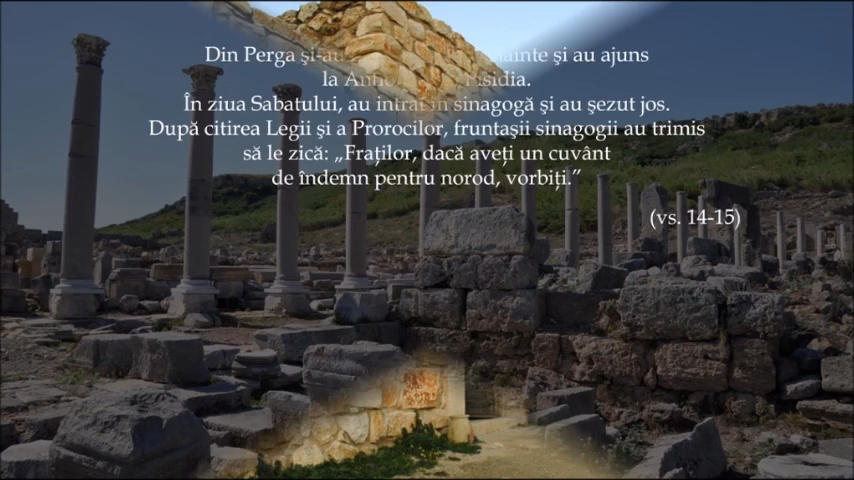 Din Perga şi-au înainte şi au ajuns
la Antiohia Pisidia.
În ziua Sabatului, au intrat în sinagogă şi au şezut jos.
După citirea Legii şi a Prorocilor, fruntaşii sinagogii au trimis
să le zică: „Fraţilor, dacă aveţi un cuvânt
de îndemn pentru norod, vorbiţi.”
(vs. 14-15)